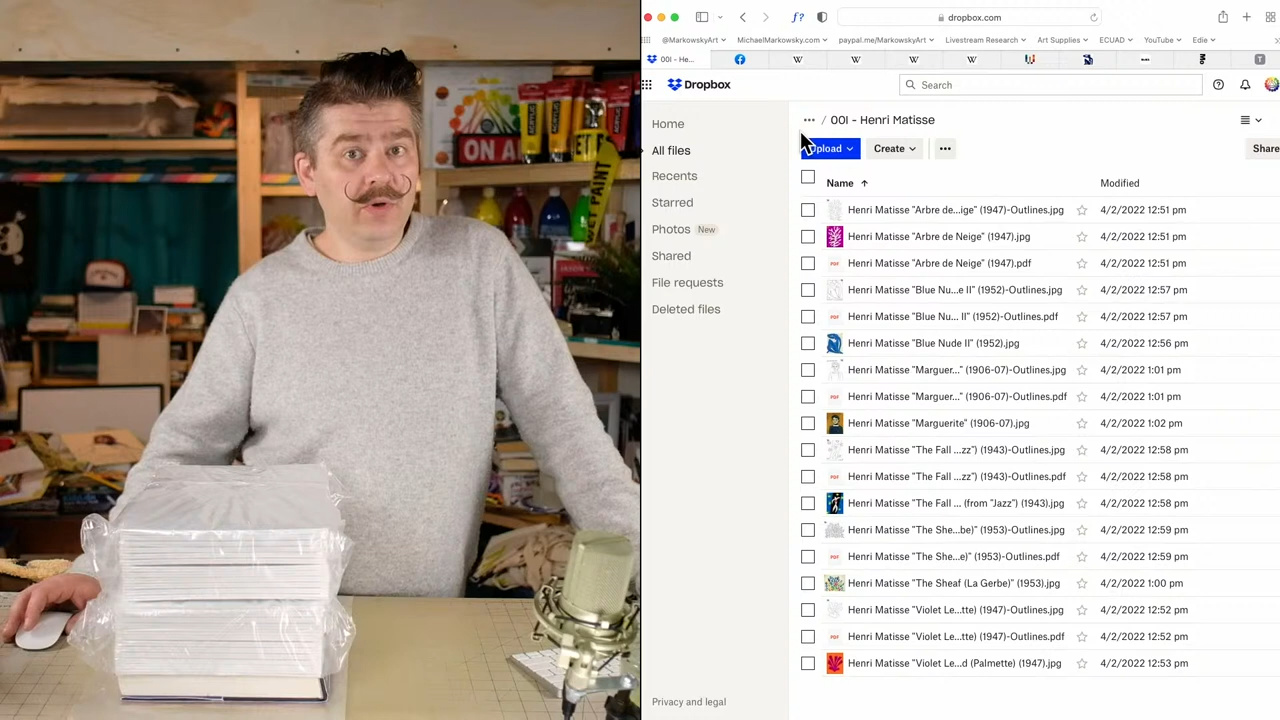 dropbox.com
@MarkowskyArt
MichaelMarkowsky.com
paypal.me/MarkowskyArt
Livestream Research
Art Supplies
ECUAD
YouTube
Edie
001 - He...
Dropbox
Search
Home
All files
Recents
Starred
Photos New
Shared
File requests
Deleted files
Privacy and legal
... / 001 - Henri Matisse
Upload
Create
Share
Name
Modified
Henri Matisse "Arbre de...ige" (1947)-Outlines.jpg 4/2/2022 12:51 pm
Henri Matisse "Arbre de Neige" (1947).jpg 4/2/2022 12:51 pm
PDF Henri Matisse "Arbre de Neige" (1947).pdf 4/2/2022 12:51 pm
Henri Matisse "Blue Nu...e II" (1952)-Outlines.jpg 4/2/2022 12:57 pm
PDF Henri Matisse "Blue Nu... II" (1952)-Outlines.pdf 4/2/2022 12:57 pm
Henri Matisse "Blue Nude II" (1952).jpg 4/2/2022 12:56 pm
Henri Matisse "Marguer..." (1906-07)-Outlines.jpg 4/2/2022 1:01 pm
PDF Henri Matisse "Marguer..." (1906-07)-Outlines.pdf 4/2/2022 1:01 pm
Henri Matisse "Marguerite" (1906-07).jpg 4/2/2022 1:02 pm
Henri Matisse "The Fall ...zz") (1943)-Outlines.jpg 4/2/2022 12:58 pm
PDF Henri Matisse "The Fall ...zz") (1943)-Outlines.pdf 4/2/2022 12:58 pm
Henri Matisse "The Fall ... (from "Jazz") (1943).jpg 4/2/2022 12:58 pm
Henri Matisse "The She...be)" (1953)-Outlines.jpg 4/2/2022 12:59 pm
PDF Henri Matisse "The She...e)" (1953)-Outlines.pdf 4/2/2022 12:59 pm
Henri Matisse "The Sheaf (La Gerbe)" (1953).jpg 4/2/2022 1:00 pm
Henri Matisse "Violet Le...tte) (1947)-Outlines.jpg 4/2/2022 12:52 pm
PDF Henri Matisse "Violet Le...tte) (1947)-Outlines.pdf 4/2/2022 12:52 pm
Henri Matisse "Violet Le...d (Palmette) (1947).jpg 4/2/2022 12:53 pm
ON A
ACRYLIC
ACRYLIC
ET PAINT